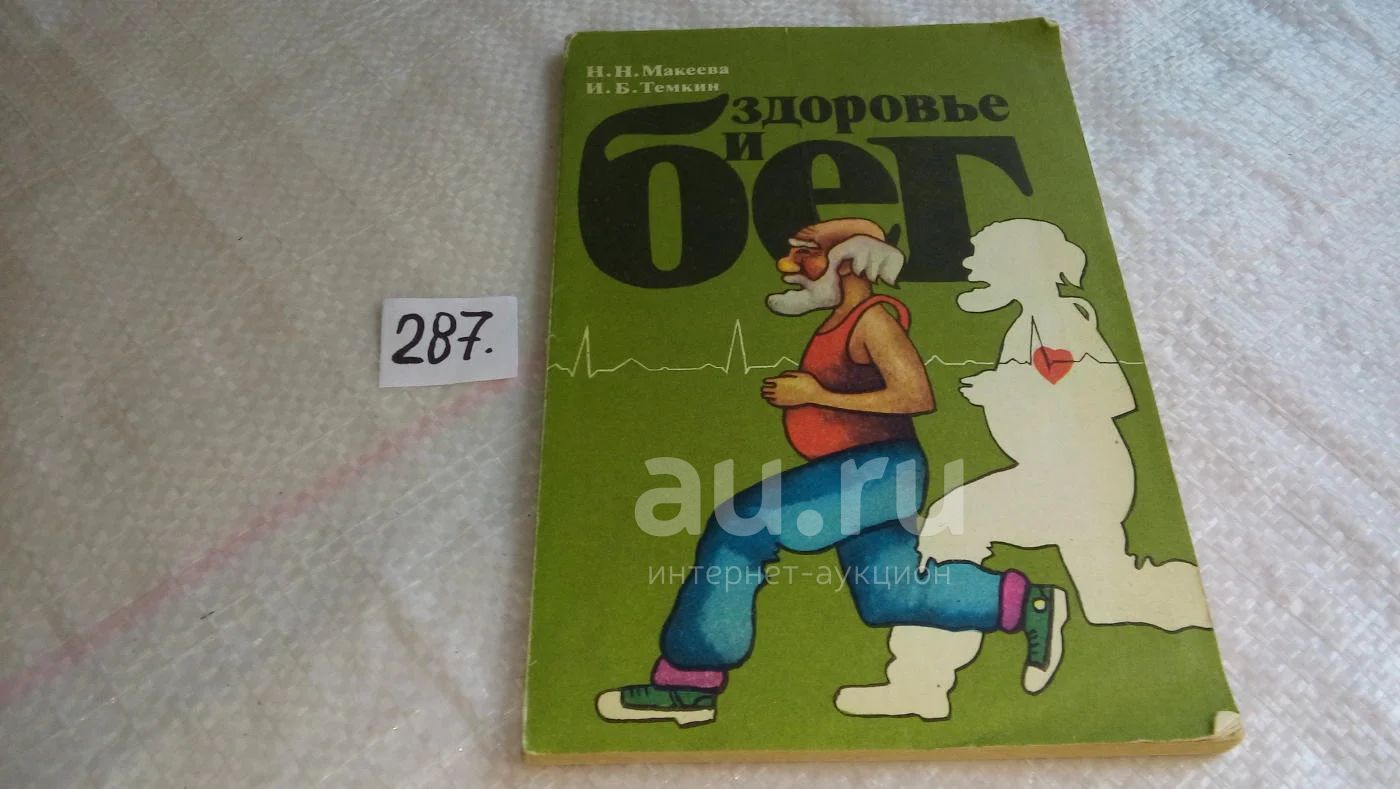 Н. Н. Макеева
И. Б. Темкин
здоровье
и
бег
287.
au.ru
интернет-аукцион